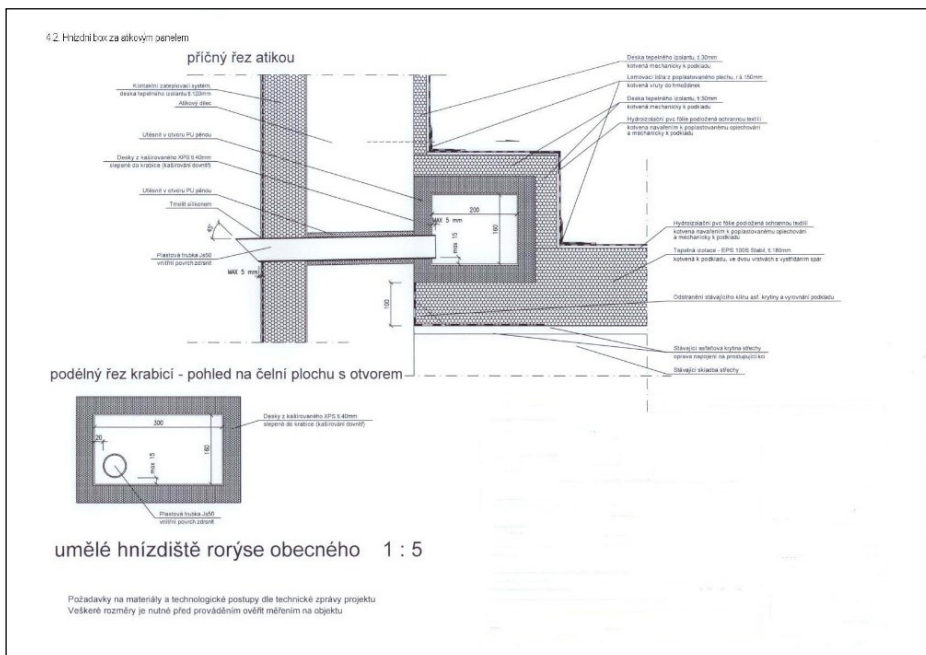 4.2. Hnízdní box za atikovým panelem
příčný řez atikou
Kontaktní zateplovací systém,
deska tepelného izolantu tl.120mm
Atikový dílec
Utěsnit v otvoru PU pěnou
Desky z kašírovaného XPS tl.40mm
slepené do krabice (kašírování dovnitř)
Utěsnit v otvoru PU pěnou
Tmelit silikonem
45°
Plastová trubka Js50
vnitřní povrch zdrsnit
MAX 5 mm
Deska tepelného izolantu, tl.30mm
kotvená mechanicky k podkladu
Lemovací lišta z poplastovaného plechu, r.š.150mm
kotvená vruty do hmoždinek
Deska tepelného izolantu, tl.50mm
kotvená mechanicky k podkladu
Hydroizolační pvc fólie podložená ochrannou textilií
kotvena navařením k poplastovanému oplechování
a mechanicky k podkladu
200
160
MAX 5 mm
max 15
100
Hydroizolační pvc fólie podložená ochrannou textilií
kotvena navařením k poplastovanému oplechování
a mechanicky k podkladu
Tepelná izolace - EPS 100S Stabil, tl.160mm
kotvená k podkladu, ve dvou vrstvách s vystřídáním spár
Odstranění stávajícího klínu asf. krytiny a vyrovnání podkladu
Stávající asfaltová krytina střechy
oprava napojení na prostupující kci
Stávající skladba střechy
podélný řez krabicí - pohled na čelní plochu s otvorem
300
20
160
max 15
Desky z kašírovaného XPS tl.40mm
slepené do krabice (kašírování dovnitř)
Plastová trubka Js50
vnitřní povrch zdrsnit
umělé hnízdiště rorýse obecného 1 : 5
Požadavky na materiály a technologické postupy dle technické zprávy projektu
Veškeré rozměry je nutné před prováděním ověřit měřením na objektu